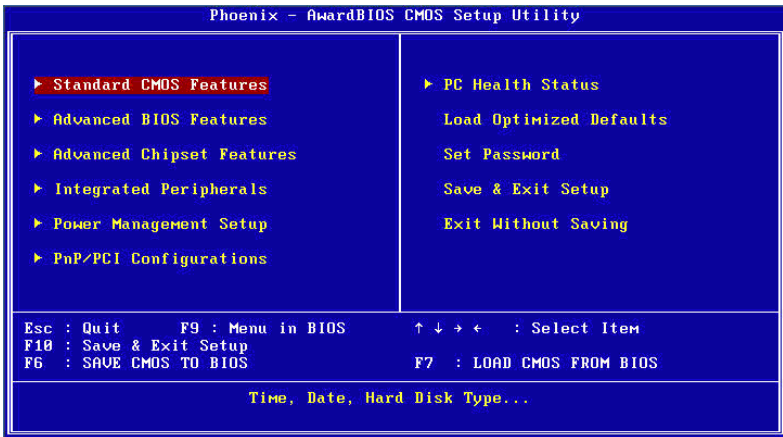 Phoenix - AwardBIOS CMOS Setup Utility
▶ Standard CMOS Features
▶ Advanced BIOS Features
▶ Advanced Chipset Features
▶ Integrated Peripherals
▶ Power Management Setup
▶ PnP/PCI Configurations
▶ PC Health Status
Load Optimized Defaults
Set Password
Save & Exit Setup
Exit Without Saving
Esc : Quit F9 : Menu in BIOS ↑ ↓ → ← : Select Item
F10 : Save & Exit Setup
F6 : SAVE CMOS TO BIOS F7 : LOAD CMOS FROM BIOS
Time, Date, Hard Disk Type...